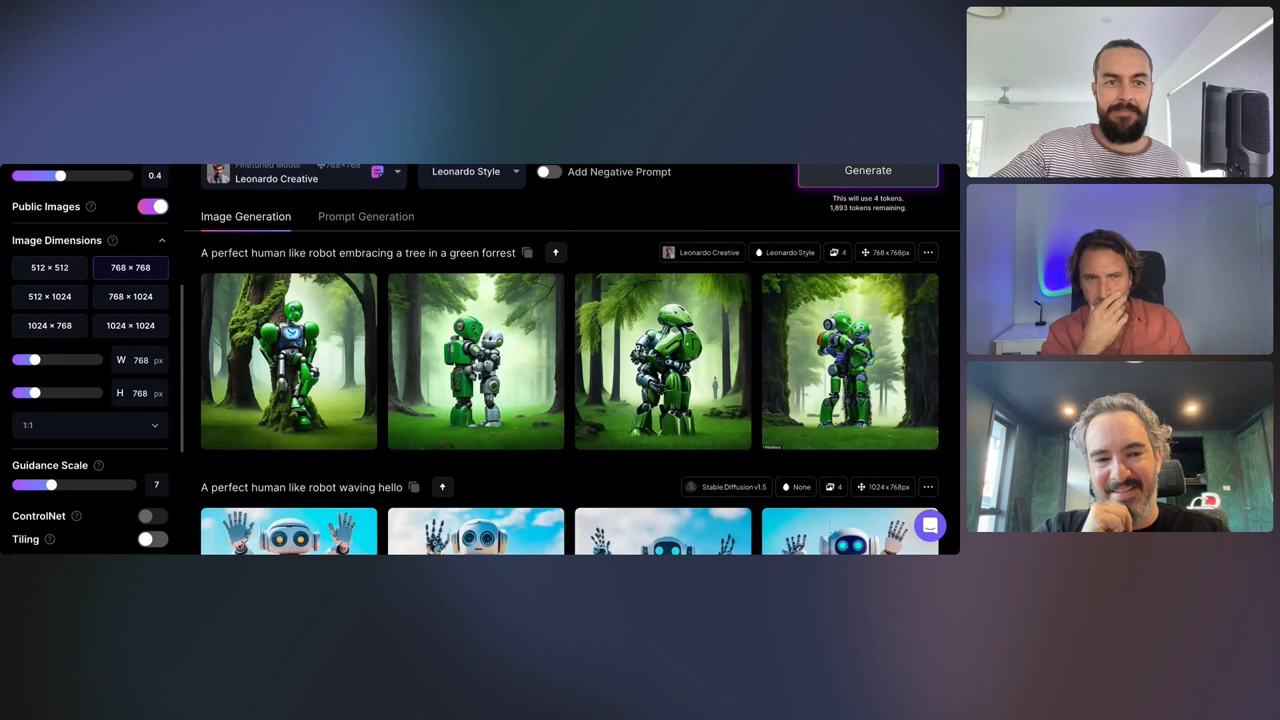 0.4
Public Images
Image Dimensions
512 × 512
768 × 768
512 × 1024
768 × 1024
1024 × 768
1024 × 1024
W 768 px
H 768 px
1:1
Guidance Scale
7
ControlNet
Tiling
Finetuned Model 768×768
Leonardo Creative
Leonardo Style
Add Negative Prompt
Generate
This will use 4 tokens.
1,893 tokens remaining.
Image Generation Prompt Generation
A perfect human like robot embracing a tree in a green forrest
Leonardo Creative Leonardo Style 4 768 x 768px
A perfect human like robot waving hello
Stable Diffusion v1.5 None 4 1024 x 768px